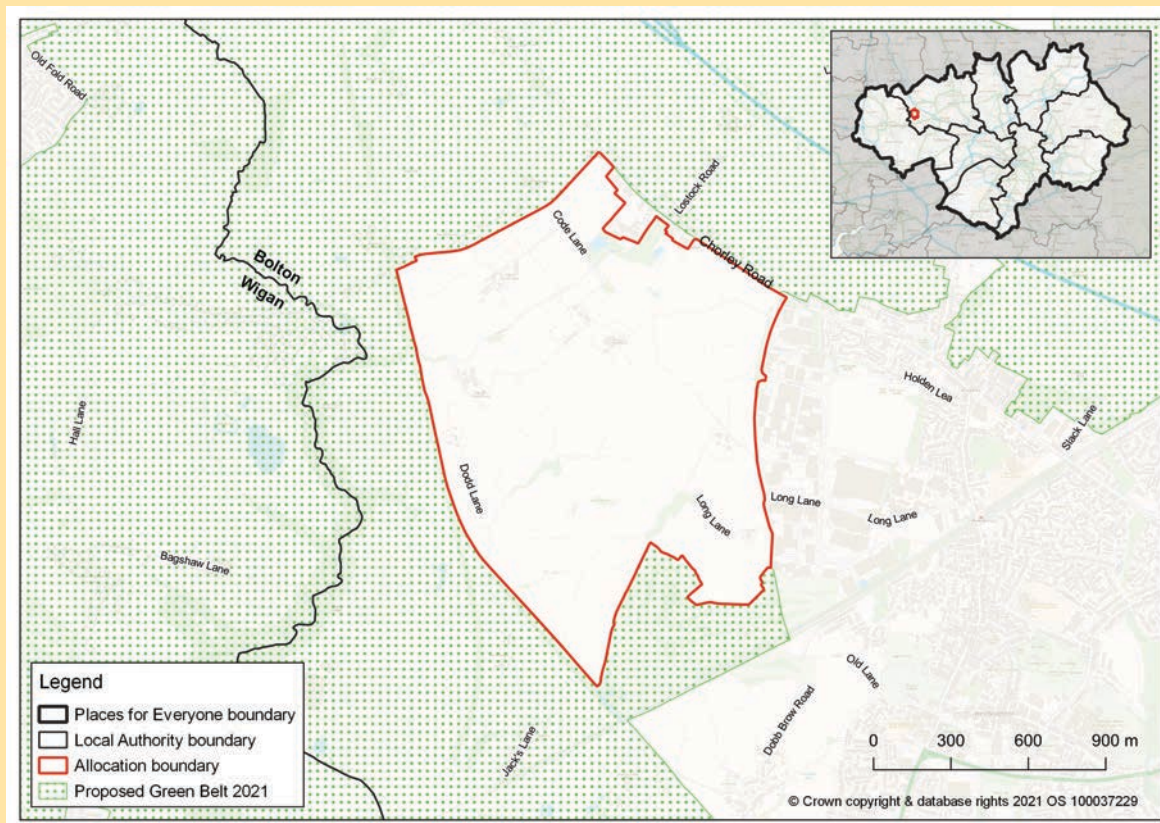 Old Fold Road
Lostock Road
Code Lane
Chorley Road
Bolton
Wigan
Holden Lea
Stack Lane
Hall Lane
Dodd Lane
Long Lane
Long Lane
Long Lane
Bagshaw Lane
Old Lane
Dobb Brow Road
Jack's Lane
Legend
Places for Everyone boundary
Local Authority boundary
Allocation boundary
Proposed Green Belt 2021
0 300 600 900 m
© Crown copyright & database rights 2021 OS 100037229